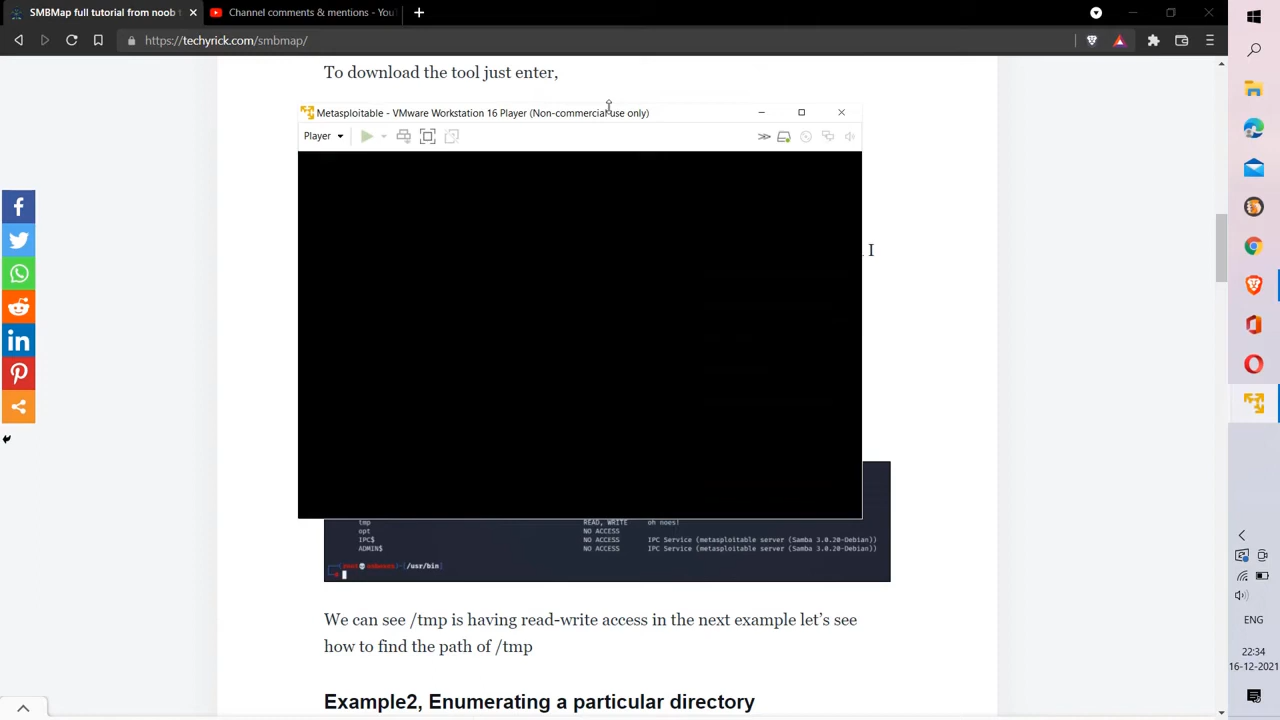 SMBMap full tutorial from noob t
Channel comments & mentions - You
https://techyrick.com/smbmap/
To download the tool just enter,
Metasploitable - VMware Workstation 16 Player (Non-commercial use only)
Player
I
tmp READ, WRITE oh noes!
opt NO ACCESS
IPC$ NO ACCESS IPC Service (metasploitable server (Samba 3.0.20-Debian))
ADMIN$ NO ACCESS IPC Service (metasploitable server (Samba 3.0.20-Debian))
[/usr/bin]
We can see /tmp is having read-write access in the next example let's see
how to find the path of /tmp
Example2, Enumerating a particular directory
ENG
22:34
16-12-2021